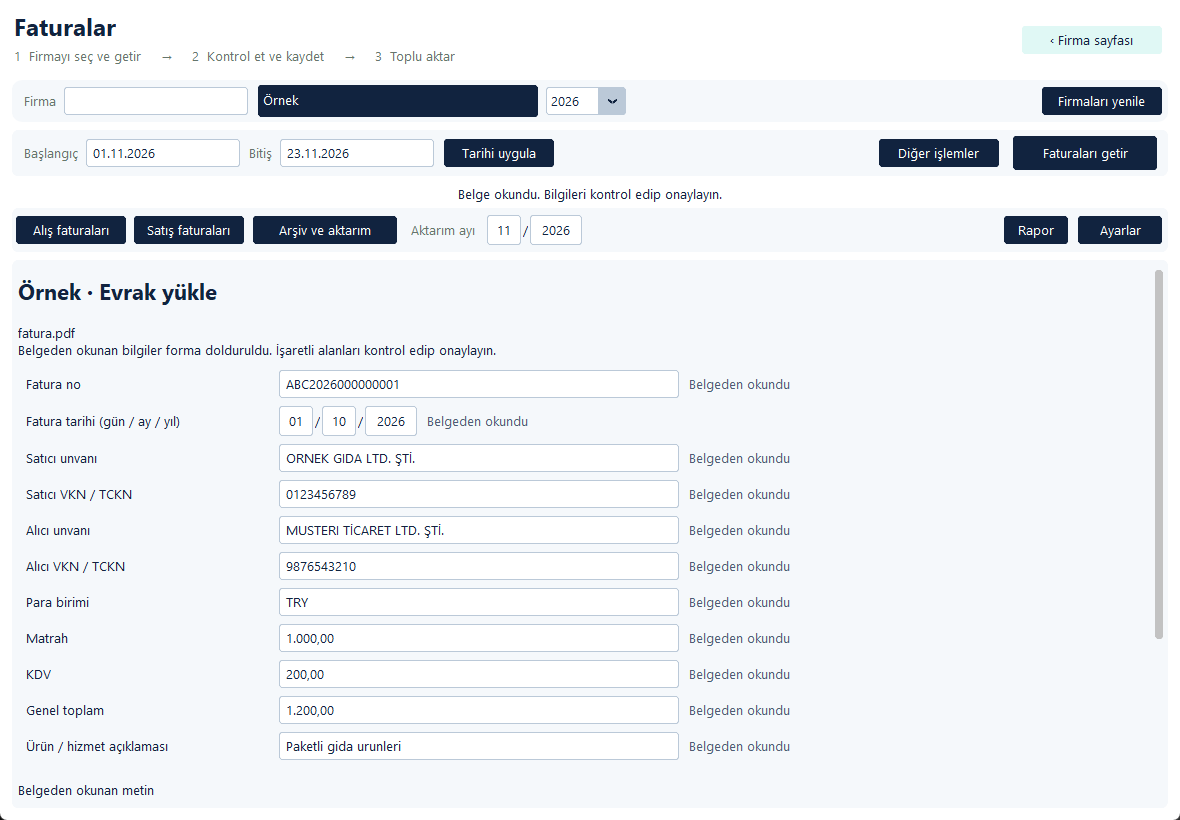 Faturalar
1 Firmayı seç ve getir → 2 Kontrol et ve kaydet → 3 Toplu aktar
‹ Firma sayfası
Firma Örnek 2026 Firmaları yenile
Başlangıç 01.11.2026 Bitiş 23.11.2026 Tarihi uygula Diğer işlemler Faturaları getir
Belge okundu. Bilgileri kontrol edip onaylayın.
Alış faturaları Satış faturaları Arşiv ve aktarım Aktarım ayı 11 / 2026 Rapor Ayarlar
Örnek · Evrak yükle
fatura.pdf
Belgeden okunan bilgiler forma dolduruldu. İşaretli alanları kontrol edip onaylayın.
Fatura no ABC2026000000001 Belgeden okundu
Fatura tarihi (gün / ay / yıl) 01 / 10 / 2026 Belgeden okundu
Satıcı unvanı ORNEK GIDA LTD. ŞTİ. Belgeden okundu
Satıcı VKN / TCKN 0123456789 Belgeden okundu
Alıcı unvanı MUSTERI TİCARET LTD. ŞTİ. Belgeden okundu
Alıcı VKN / TCKN 9876543210 Belgeden okundu
Para birimi TRY Belgeden okundu
Matrah 1.000,00 Belgeden okundu
KDV 200,00 Belgeden okundu
Genel toplam 1.200,00 Belgeden okundu
Ürün / hizmet açıklaması Paketli gida urunleri Belgeden okundu
Belgeden okunan metin